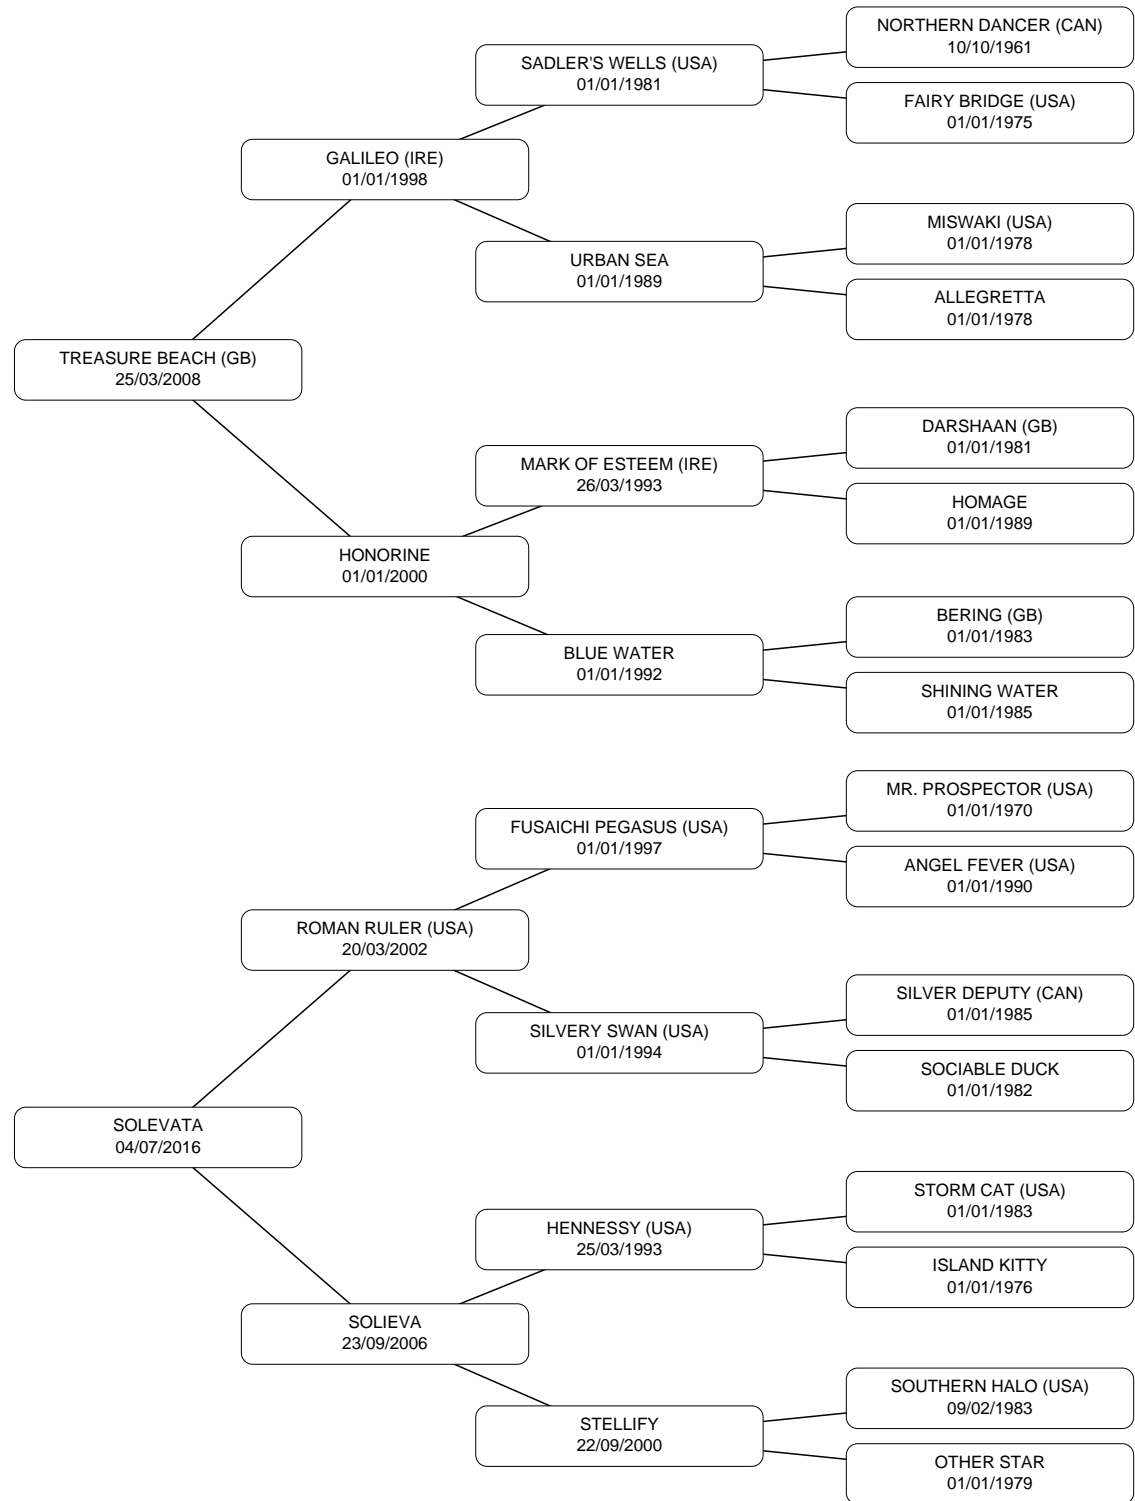 NORTHERN DANCER (CAN)
10/10/1961
SADLER'S WELLS (USA)
01/01/1981
FAIRY BRIDGE (USA)
01/01/1975
GALILEO (IRE)
01/01/1998
MISWAKI (USA)
01/01/1978
URBAN SEA
01/01/1989
ALLEGRETTA
01/01/1978
TREASURE BEACH (GB)
25/03/2008
DARSHAAN (GB)
01/01/1981
MARK OF ESTEEM (IRE)
26/03/1993
HOMAGE
01/01/1989
HONORINE
01/01/2000
BERING (GB)
01/01/1983
BLUE WATER
01/01/1992
SHINING WATER
01/01/1985
MR. PROSPECTOR (USA)
01/01/1970
FUSAICHI PEGASUS (USA)
01/01/1997
ANGEL FEVER (USA)
01/01/1990
ROMAN RULER (USA)
20/03/2002
SILVER DEPUTY (CAN)
01/01/1985
SILVERY SWAN (USA)
01/01/1994
SOCIABLE DUCK
01/01/1982
SOLEVATA
04/07/2016
STORM CAT (USA)
01/01/1983
HENNESSY (USA)
25/03/1993
ISLAND KITTY
01/01/1976
SOLIEVA
23/09/2006
SOUTHERN HALO (USA)
09/02/1983
STELLIFY
22/09/2000
OTHER STAR
01/01/1979